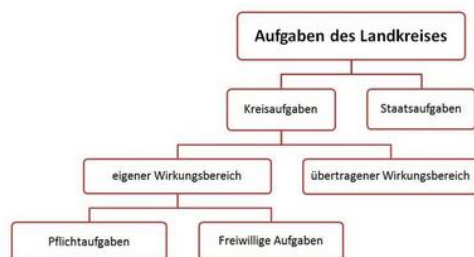 Aufgaben des Landkreises
Kreisaufgaben
Staatsaufgaben
eigener Wirkungsbereich
übertragener Wirkungsbereich
Pflichtaufgaben
Freiwillige Aufgaben